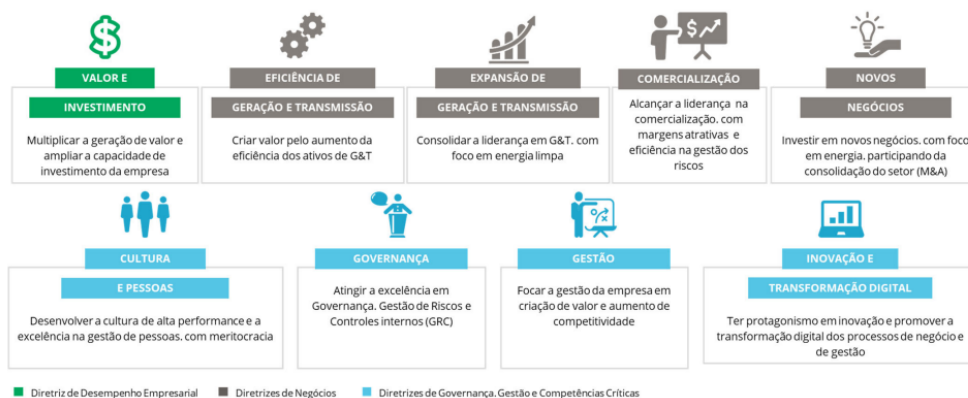 VALOR E
INVESTIMENTO
Multiplicar a geração de valor e
ampliar a capacidade de
investimento da empresa
EFICIÊNCIA DE
GERAÇÃO E TRANSMISSÃO
Criar valor pelo aumento da
eficiência dos ativos de G&T
EXPANSÃO DE
GERAÇÃO E TRANSMISSÃO
Consolidar a liderança em G&T. com
foco em energia limpa
COMERCIALIZAÇÃO
Alcançar a liderança na
comercialização. com
margens atrativas e
eficiência na gestão dos
riscos
NOVOS
NEGÓCIOS
Investir em novos negócios. com foco
em energia. participando da
consolidação do setor (M&A)
CULTURA
E PESSOAS
Desenvolver a cultura de alta performance e a
excelência na gestão de pessoas. com meritocracia
GOVERNANÇA
Atingir a excelência em
Governança. Gestão de Riscos e
Controles internos (GRC)
GESTÃO
Focar a gestão da empresa em
criação de valor e aumento de
competitividade
INOVAÇÃO E
TRANSFORMAÇÃO DIGITAL
Ter protagonismo em inovação e promover a
transformação digital dos processos de negócio e
de gestão
Diretriz de Desempenho Empresarial
Diretrizes de Negócios
Diretrizes de Governança. Gestão e Competências Críticas